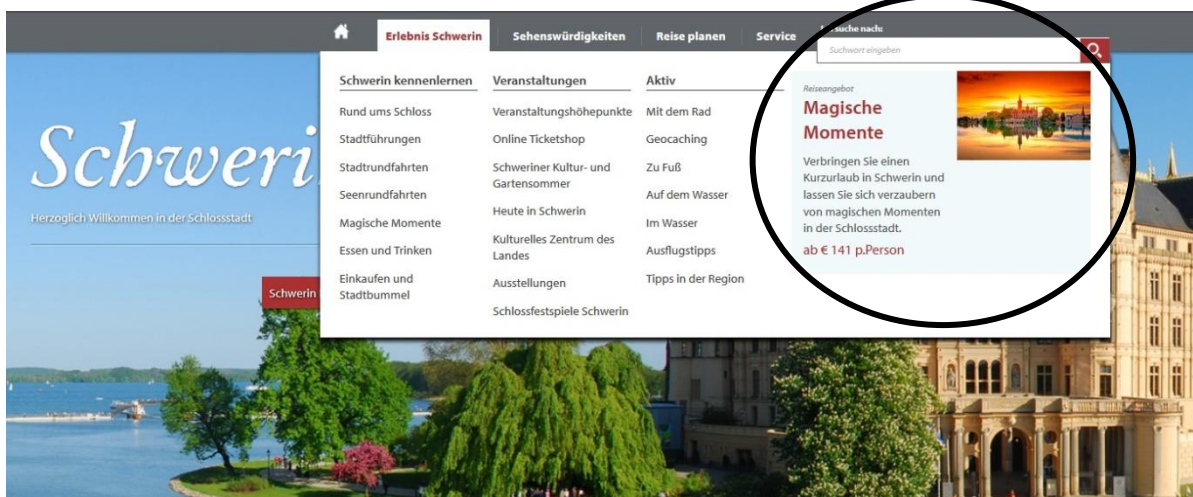 Erlebnis Schwerin
Sehenswürdigkeiten
Reise planen
Service
suche nach:
Suchwort eingeben
Schwerin kennenlernen
Rund ums Schloss
Stadtführungen
Stadtrundfahrten
Seenrundfahrten
Magische Momente
Essen und Trinken
Einkaufen und
Stadtbummel
Veranstaltungen
Veranstaltungshöhepunkte
Online Ticketshop
Schweriner Kultur- und
Gartensommer
Heute in Schwerin
Kulturelles Zentrum des
Landes
Ausstellungen
Schlossfestspiele Schwerin
Aktiv
Mit dem Rad
Geocaching
Zu Fuß
Auf dem Wasser
Im Wasser
Ausflugstipps
Tipps in der Region
Reiseangebot
Magische
Momente
Verbringen Sie einen
Kurzurlaub in Schwerin und
lassen Sie sich verzaubern
von magischen Momenten
in der Schlossstadt.
ab € 141 p.Person
Schweri
Herzoglich Willkommen in der Schlossstadt
Schwerin